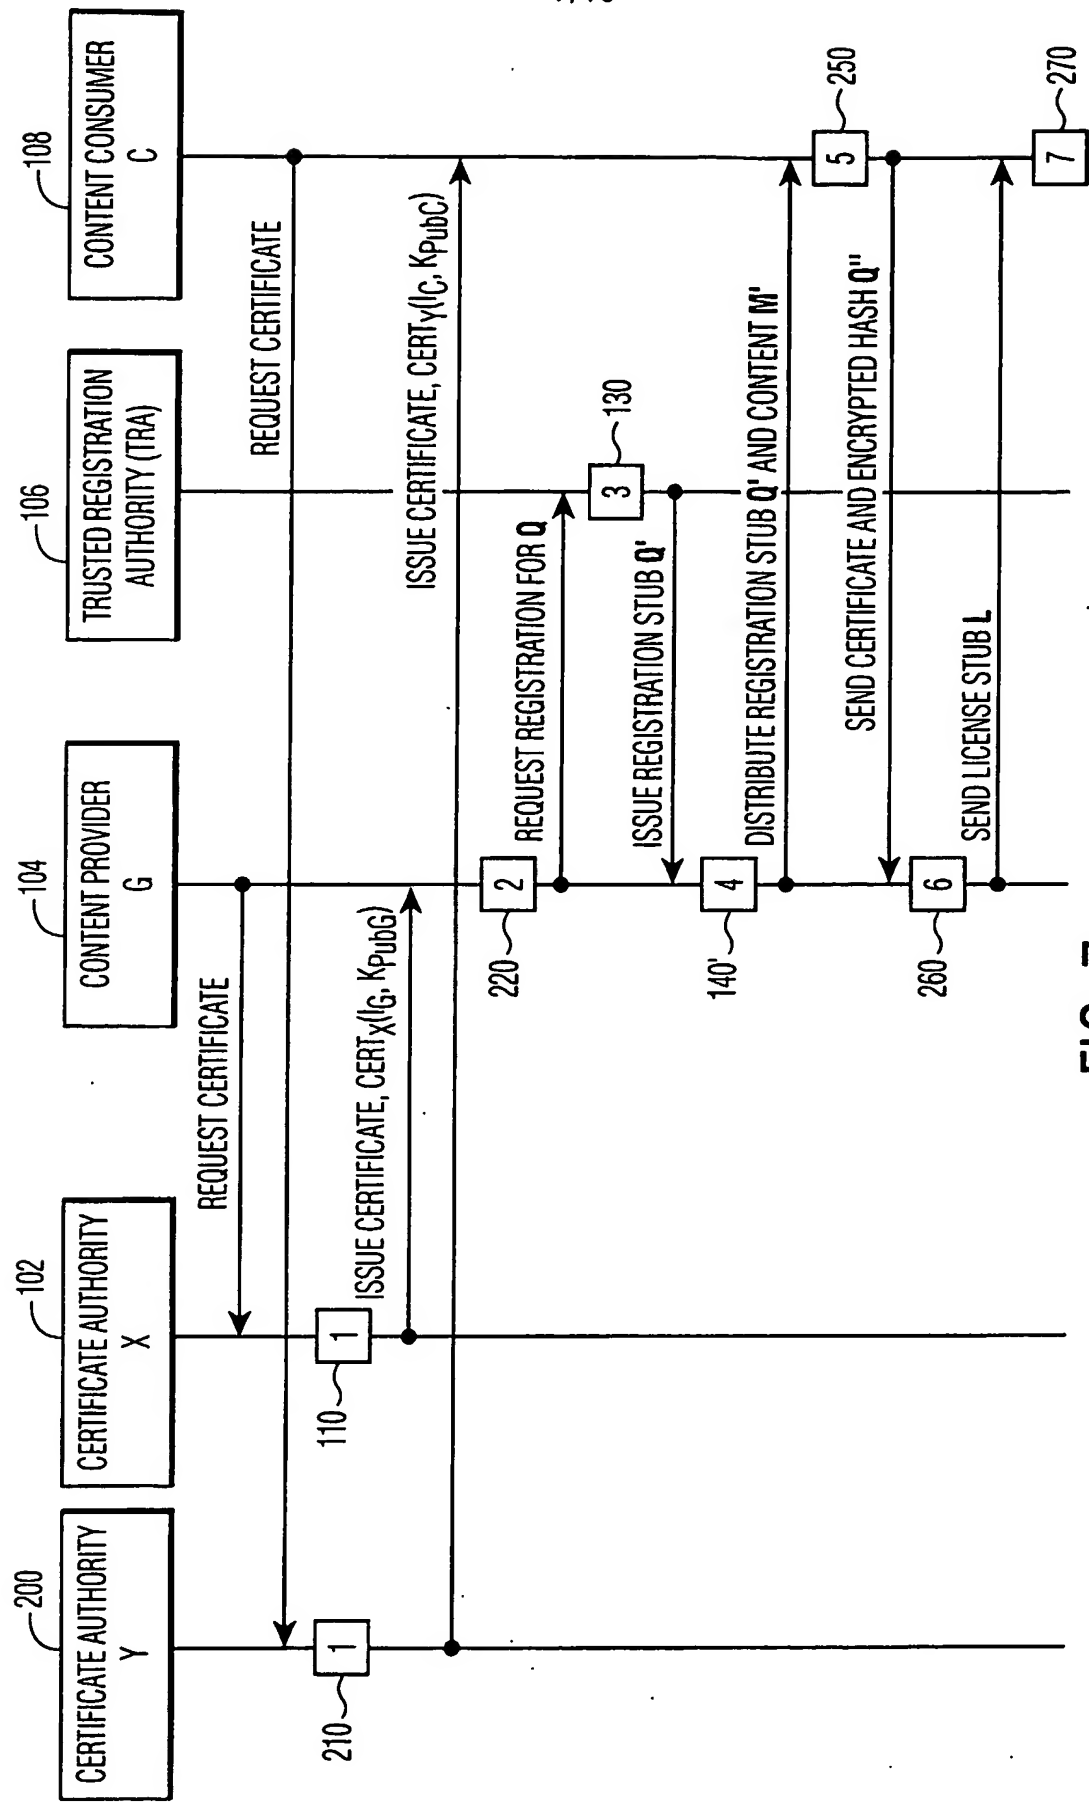 200
CERTIFICATE AUTHORITY
Y
102
CERTIFICATE AUTHORITY
X
104
CONTENT PROVIDER
G
106
TRUSTED REGISTRATION
AUTHORITY (TRA)
108
CONTENT CONSUMER
C
REQUEST CERTIFICATE
REQUEST CERTIFICATE
210
1
110
1
ISSUE CERTIFICATE, CERTX(IG, KPubG)
ISSUE CERTIFICATE, CERTY(IC, KPubC)
220
2
REQUEST REGISTRATION FOR Q
3
130
ISSUE REGISTRATION STUB Q'
140'
4
DISTRIBUTE REGISTRATION STUB Q' AND CONTENT M'
5
250
SEND CERTIFICATE AND ENCRYPTED HASH Q"
260
6
SEND LICENSE STUB L
7
270